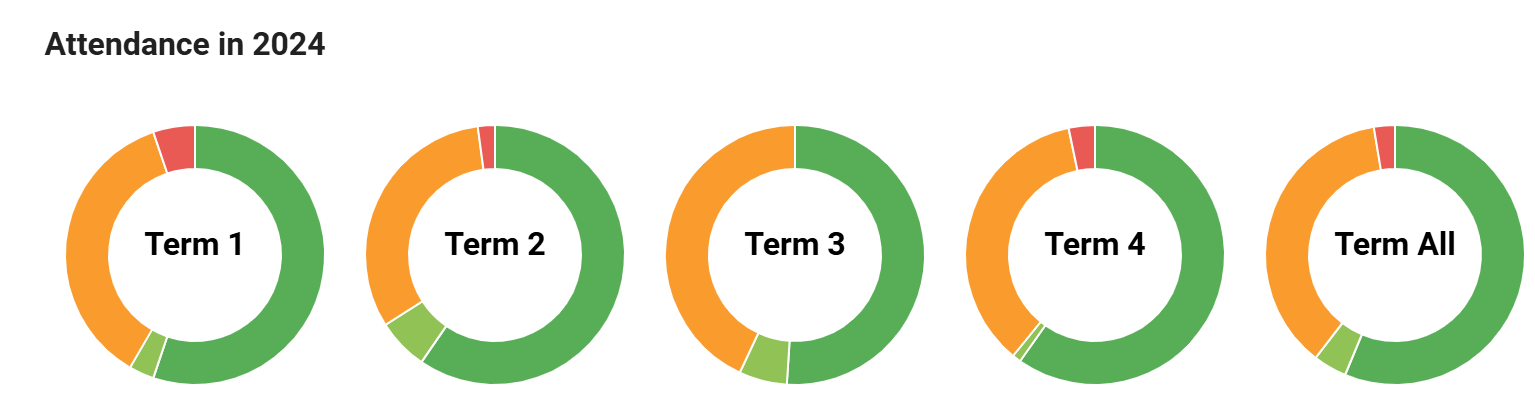 Attendance in 2024
Term 1
Term 2
Term 3
Term 4
Term All